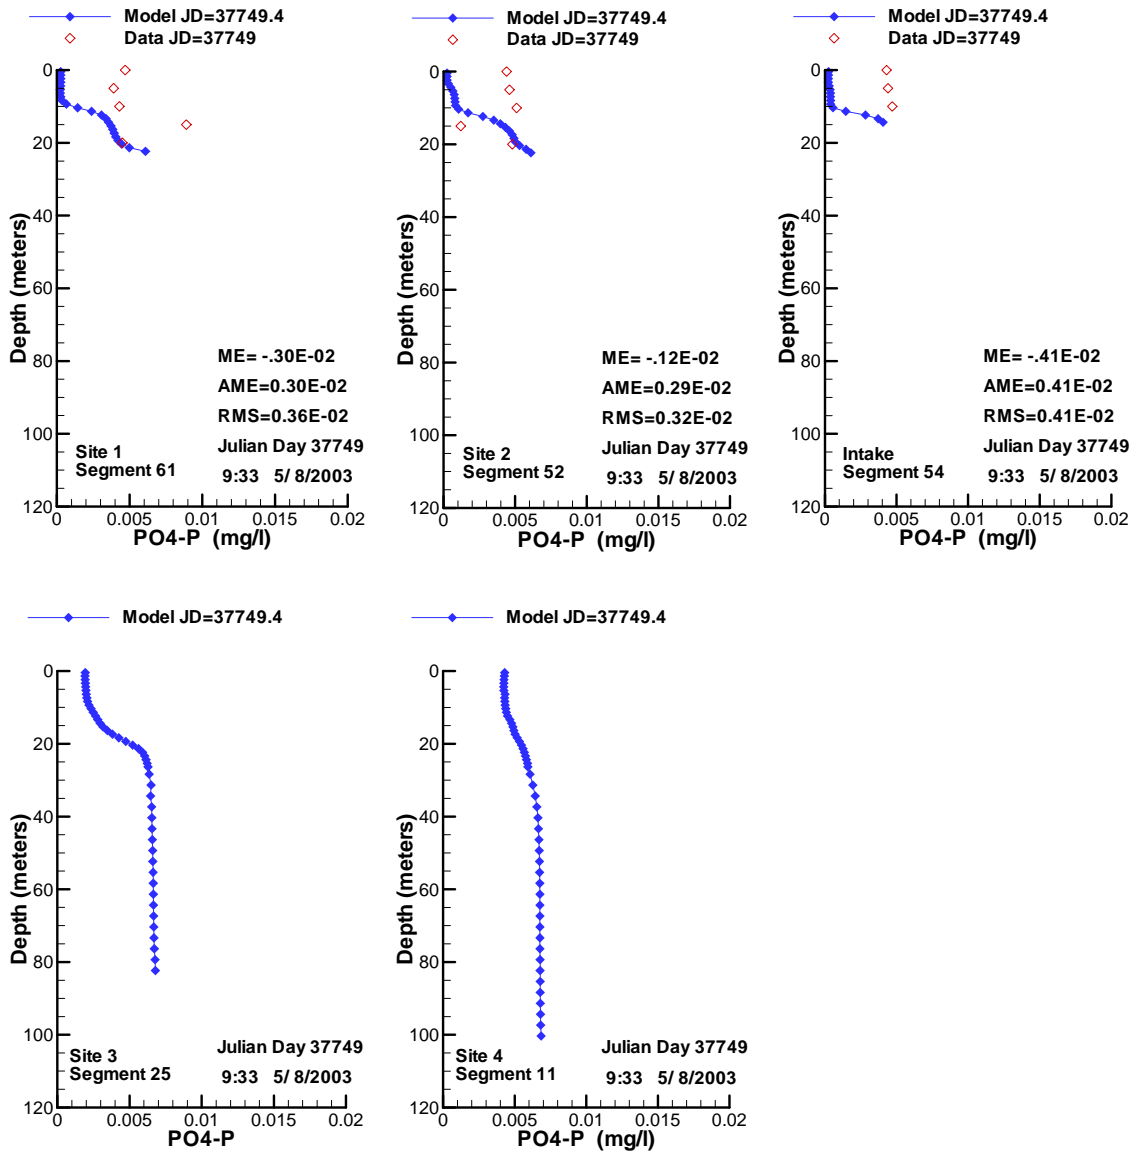 Model JD=37749.4
Data JD=37749
0
20
40
60
80
100
120
Depth (meters)
ME= -.30E-02
AME=0.30E-02
RMS=0.36E-02
Site 1
Segment 61
Julian Day 37749
9:33 5/ 8/2003
0 0.005 0.01 0.015 0.02
PO4-P (mg/l)
Model JD=37749.4
Data JD=37749
0
20
40
60
80
100
120
Depth (meters)
ME= -.12E-02
AME=0.29E-02
RMS=0.32E-02
Site 2
Segment 52
Julian Day 37749
9:33 5/ 8/2003
0 0.005 0.01 0.015 0.02
PO4-P (mg/l)
Model JD=37749.4
Data JD=37749
0
20
40
60
80
100
120
Depth (meters)
ME= -.41E-02
AME=0.41E-02
RMS=0.41E-02
Intake
Segment 54
Julian Day 37749
9:33 5/ 8/2003
0 0.005 0.01 0.015 0.02
PO4-P (mg/l)
Model JD=37749.4
0
20
40
60
80
100
120
Depth (meters)
Site 3
Segment 25
Julian Day 37749
9:33 5/ 8/2003
0 0.005 0.01 0.015 0.02
PO4-P
Model JD=37749.4
0
20
40
60
80
100
120
Depth (meters)
Site 4
Segment 11
Julian Day 37749
9:33 5/ 8/2003
0 0.005 0.01 0.015 0.02
PO4-P (mg/l)